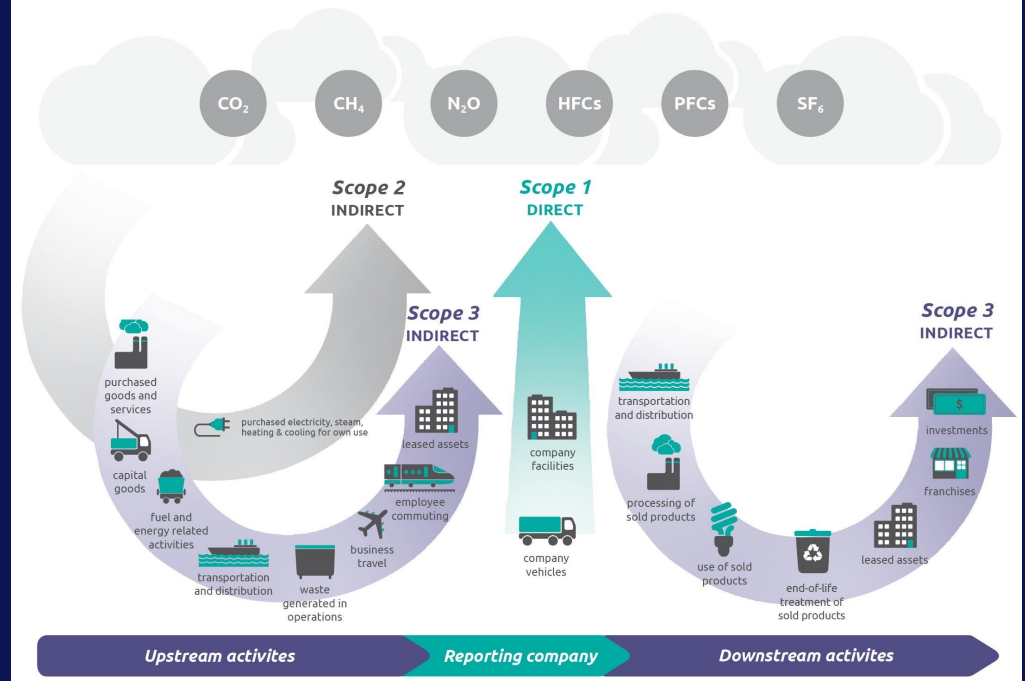 CO₂
CH₄
N₂O
HFCs
PFCs
SF₆
Scope 2
INDIRECT
Scope 1
DIRECT
Scope 3
INDIRECT
Scope 3
INDIRECT
purchased
goods and
services
capital
goods
fuel and
energy related
activities
purchased electricity, steam,
heating & cooling for own use
transportation
and distribution
waste
generated in
operations
business
travel
employee
commuting
leased assets
company
facilities
company
vehicles
transportation
and distribution
processing of
sold products
use of sold
products
end-of-life
treatment of
sold products
leased assets
franchises
$
investments
Upstream activites
Reporting company
Downstream activites